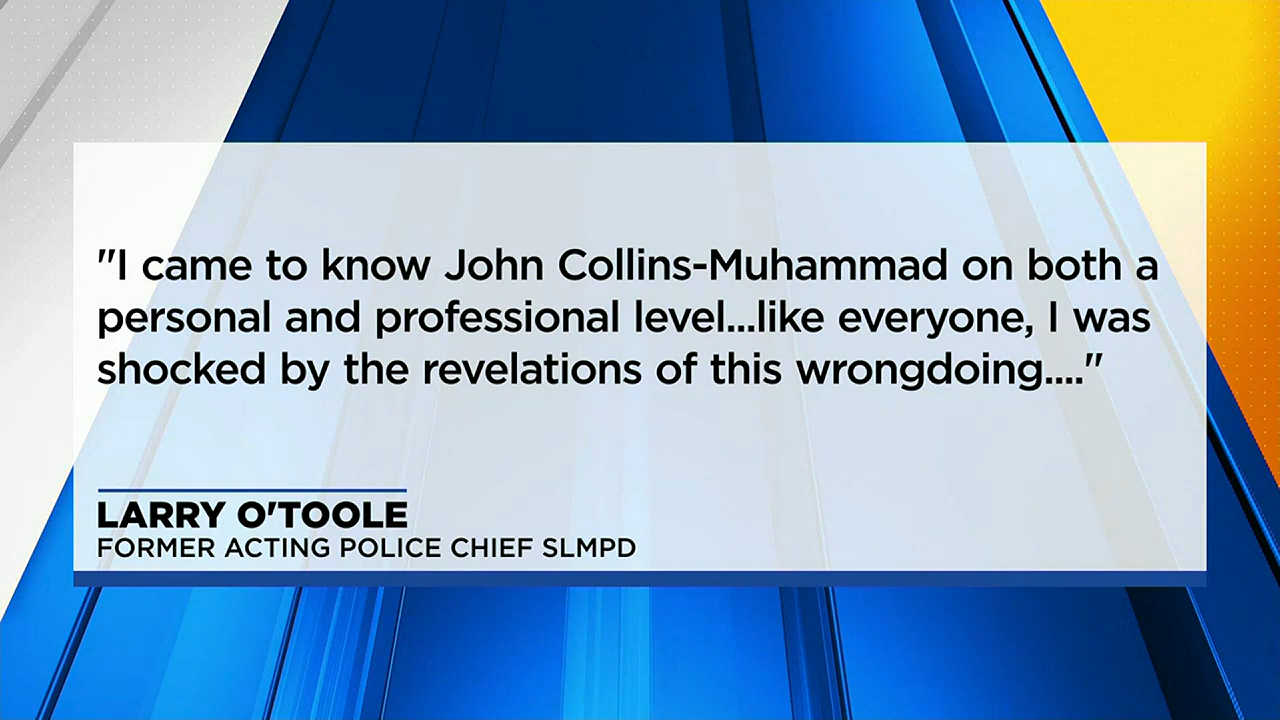 "I came to know John Collins-Muhammad on both a
personal and professional level...like everyone, I was
shocked by the revelations of this wrongdoing...."
LARRY O'TOOLE
FORMER ACTING POLICE CHIEF SLMPD